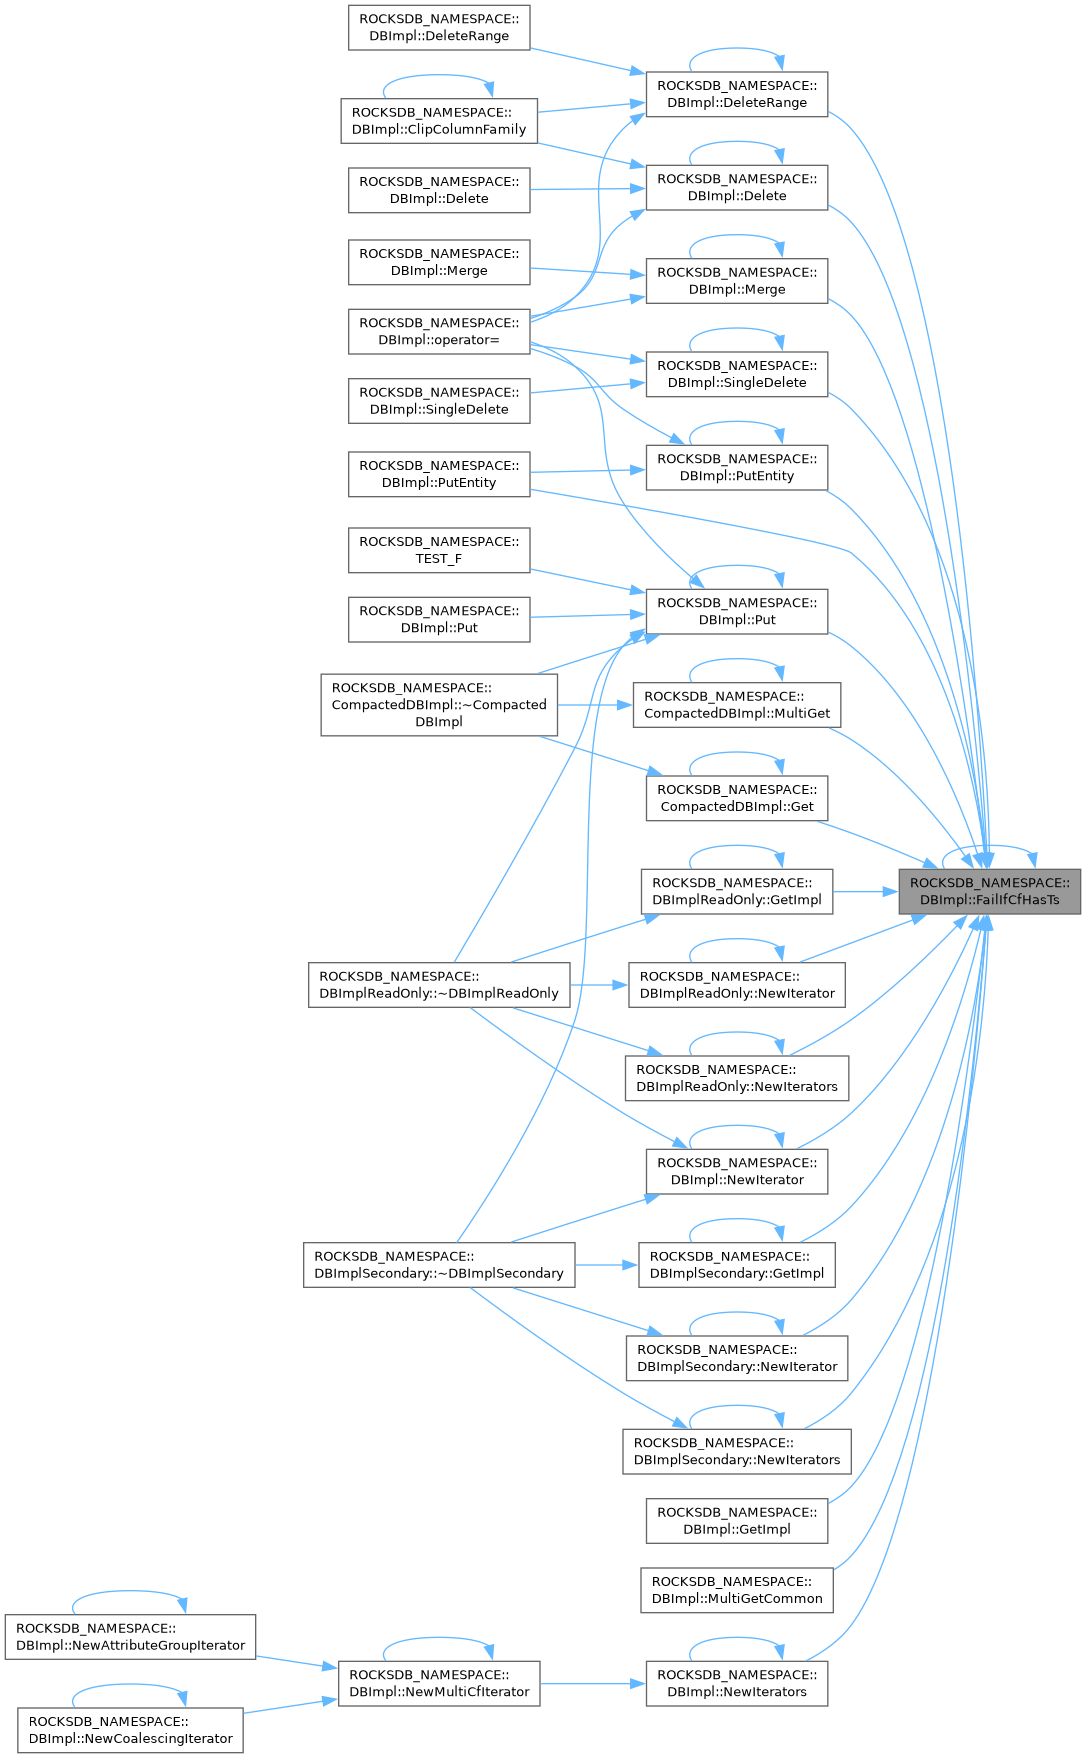 ROCKSDB_NAMESPACE::
DBImpl::DeleteRange
ROCKSDB_NAMESPACE::
DBImpl::DeleteRange
ROCKSDB_NAMESPACE::
DBImpl::ClipColumnFamily
ROCKSDB_NAMESPACE::
DBImpl::Delete
ROCKSDB_NAMESPACE::
DBImpl::Delete
ROCKSDB_NAMESPACE::
DBImpl::Merge
ROCKSDB_NAMESPACE::
DBImpl::Merge
ROCKSDB_NAMESPACE::
DBImpl::operator=
ROCKSDB_NAMESPACE::
DBImpl::SingleDelete
ROCKSDB_NAMESPACE::
DBImpl::SingleDelete
ROCKSDB_NAMESPACE::
DBImpl::PutEntity
ROCKSDB_NAMESPACE::
DBImpl::PutEntity
ROCKSDB_NAMESPACE::
TEST_F
ROCKSDB_NAMESPACE::
DBImpl::Put
ROCKSDB_NAMESPACE::
DBImpl::Put
ROCKSDB_NAMESPACE::
CompactedDBImpl::~Compacted
DBImpl
ROCKSDB_NAMESPACE::
CompactedDBImpl::MultiGet
ROCKSDB_NAMESPACE::
CompactedDBImpl::Get
ROCKSDB_NAMESPACE::
DBImplReadOnly::GetImpl
ROCKSDB_NAMESPACE::
DBImpl::FailIfCfHasTs
ROCKSDB_NAMESPACE::
DBImplReadOnly::~DBImplReadOnly
ROCKSDB_NAMESPACE::
DBImplReadOnly::NewIterator
ROCKSDB_NAMESPACE::
DBImplReadOnly::NewIterators
ROCKSDB_NAMESPACE::
DBImpl::NewIterator
ROCKSDB_NAMESPACE::
DBImplSecondary::~DBImplSecondary
ROCKSDB_NAMESPACE::
DBImplSecondary::GetImpl
ROCKSDB_NAMESPACE::
DBImplSecondary::NewIterator
ROCKSDB_NAMESPACE::
DBImplSecondary::NewIterators
ROCKSDB_NAMESPACE::
DBImpl::GetImpl
ROCKSDB_NAMESPACE::
DBImpl::MultiGetCommon
ROCKSDB_NAMESPACE::
DBImpl::NewAttributeGroupIterator
ROCKSDB_NAMESPACE::
DBImpl::NewMultiCfIterator
ROCKSDB_NAMESPACE::
DBImpl::NewIterators
ROCKSDB_NAMESPACE::
DBImpl::NewCoalescingIterator